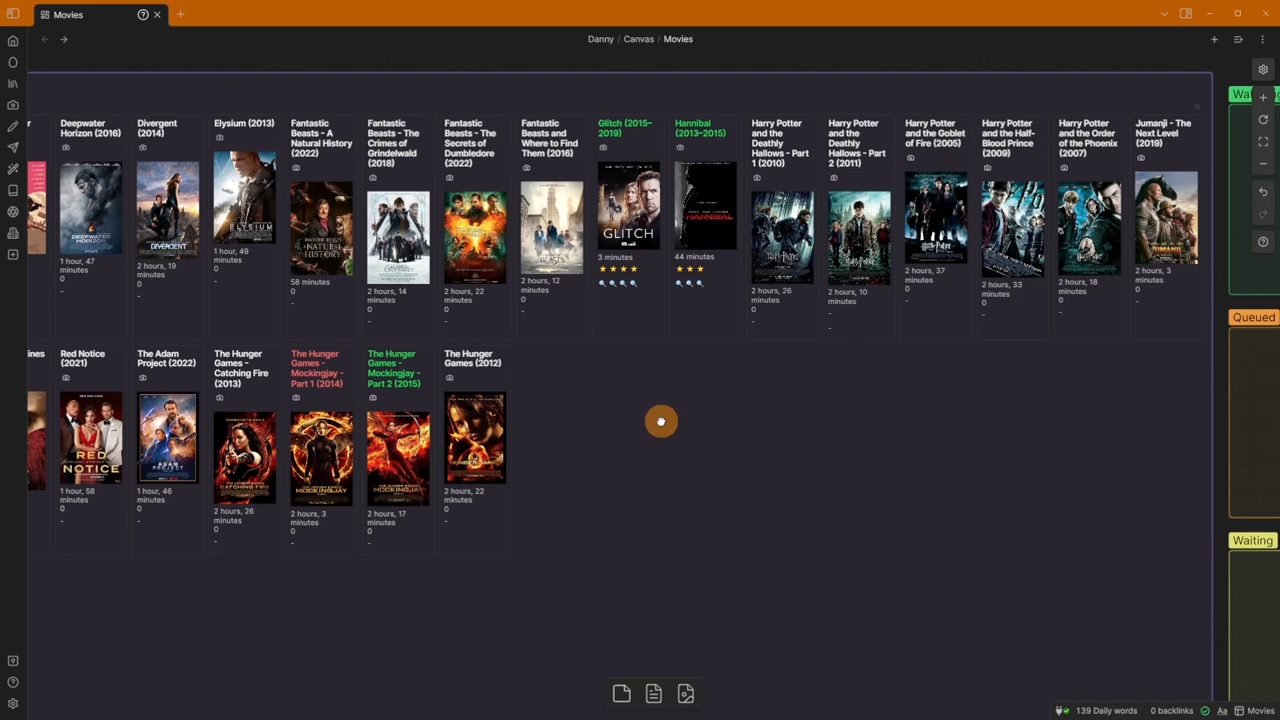 Movies
Danny / Canvas / Movies
r
Deepwater
Horizon (2016)
1 hour, 47
minutes
0
-
Divergent
(2014)
2 hours, 19
minutes
0
-
Elysium (2013)
ELYSIUM
1 hour, 49
minutes
0
-
Fantastic
Beasts - A
Natural History
(2022)
NATURAL
HISTORY
58 minutes
0
-
Fantastic
Beasts - The
Crimes of
Grindelwald
(2018)
2 hours, 14
minutes
0
-
Fantastic
Beasts - The
Secrets of
Dumbledore
(2022)
2 hours, 22
minutes
0
-
Fantastic
Beasts and
Where to Find
Them (2016)
BEASTS
2 hours, 12
minutes
0
-
Glitch (2015–
2019)
GLITCH
3 minutes
Hannibal
(2013–2015)
HANNIBAL
44 minutes
Harry Potter
and the
Deathly
Hallows - Part
1 (2010)
2 hours, 26
minutes
0
-
Harry Potter
and the
Deathly
Hallows - Part
2 (2011)
2 hours, 10
minutes
-
-
Harry Potter
and the Goblet
of Fire (2005)
2 hours, 37
minutes
0
-
Harry Potter
and the Half-
Blood Prince
(2009)
2 hours, 33
minutes
0
-
Harry Potter
and the Order
of the Phoenix
(2007)
2 hours, 18
minutes
0
-
Jumanji - The
Next Level
(2019)
JUMANJI
2 hours, 3
minutes
0
-
ines
Red Notice
(2021)
RED
NOTICE
1 hour, 58
minutes
0
-
The Adam
Project (2022)
1 hour, 46
minutes
0
-
The Hunger
Games -
Catching Fire
(2013)
CATCHING FIRE
2 hours, 26
minutes
0
-
The Hunger
Games -
Mockingjay -
Part 1 (2014)
MOCKINGJAY
2 hours, 3
minutes
0
-
The Hunger
Games -
Mockingjay -
Part 2 (2015)
MOCKINGJAY
2 hours, 17
minutes
0
-
The Hunger
Games (2012)
2 hours, 22
minutes
0
-
Wa
Queued
Waiting
139 Daily words
0 backlinks
Aa
Movies